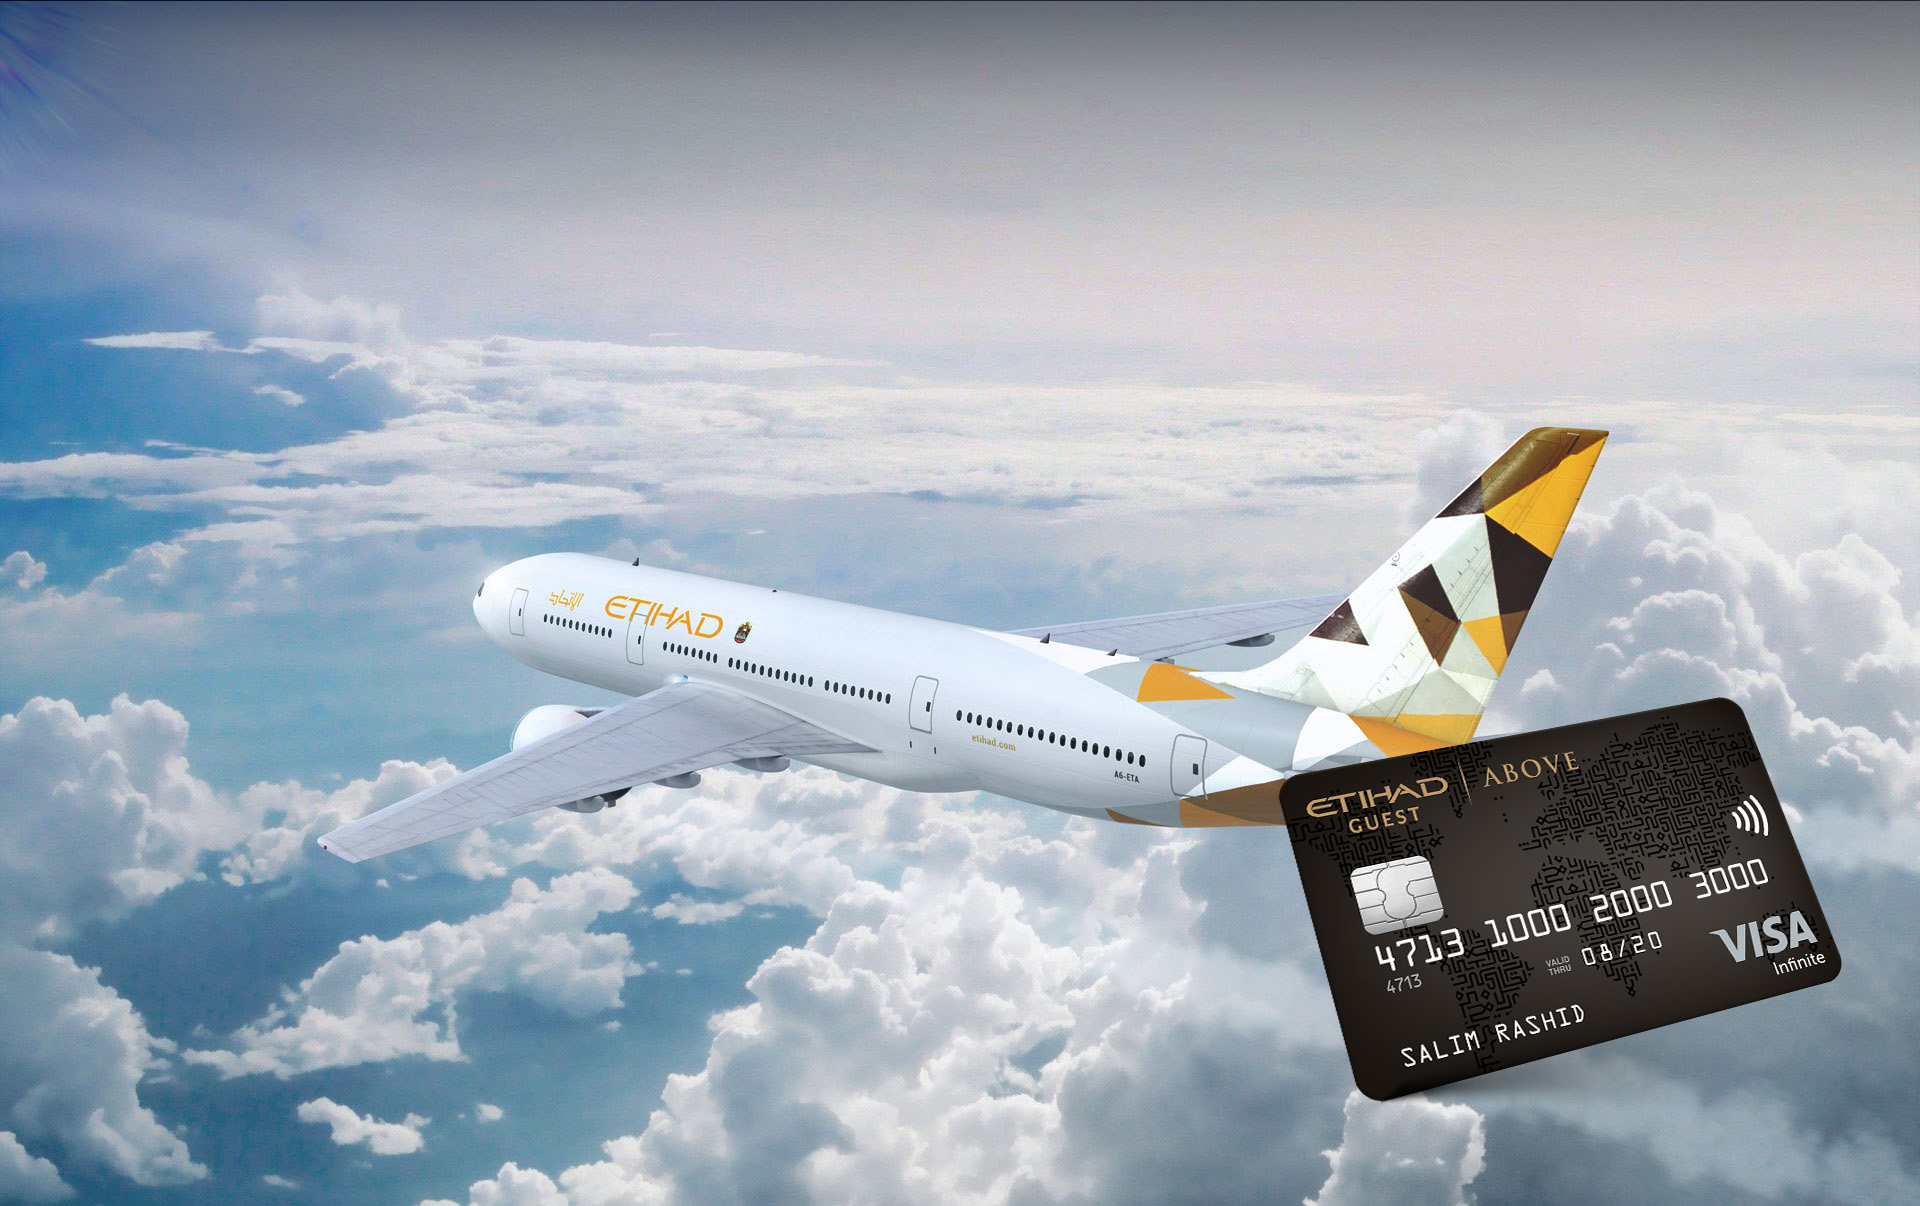 الإتحاد
ETIHAD
etihad.com
A6-ETA
ETIHAD
GUEST
ABOVE
4713 1000 2000 3000
4713
VALID
THRU
08/20
VISA
Infinite
SALIM RASHID